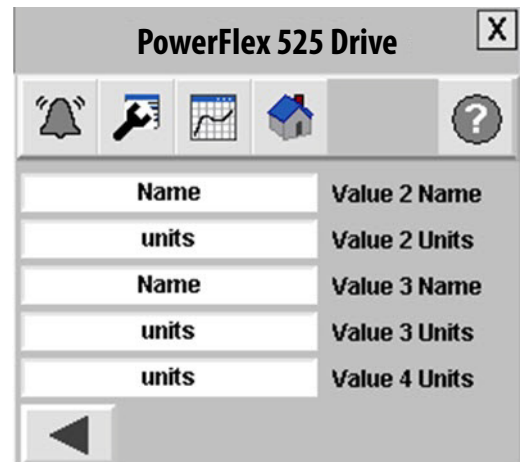 PowerFlex 525 Drive X
?
Name Value 2 Name
units Value 2 Units
Name Value 3 Name
units Value 3 Units
units Value 4 Units